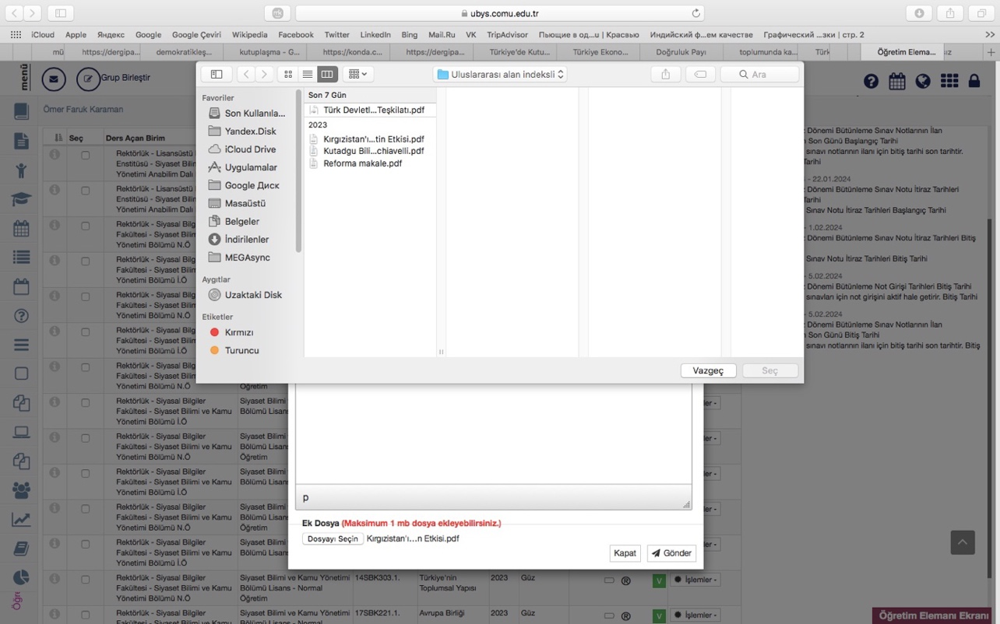 ubys.comu.edu.tr
iCloud Apple Яндекс Google Google Çeviri Wikipedia Facebook Twitter LinkedIn Bing Mail.Ru VK TripAdvisor Пьющие в од...u | Красвью Индийский ф...ем качестве Графический ...зки | стр. 2
mü https://dergipa... demokratikleş... kutuplaşma - G... https://konda.c... https://dergipa... Türkiye'de Kutu... Türkiye Ekono... Doğruluk Payı toplumunda ka... Türk Öğretim Elema... ız
menü
Grup Birleştir
Ömer Faruk Karaman
Seç Ders Açan Birim
Rektörlük - Lisansüstü
Enstitüsü - Siyaset Bilim
Yönetimi Anabilim Dalı
Rektörlük - Lisansüstü
Enstitüsü - Siyaset Bilim
Yönetimi Anabilim Dalı
Rektörlük - Siyasal Bilg
Fakültesi - Siyaset Bilim
Yönetimi Bölümü N.Ö
Rektörlük - Siyasal Bilg
Fakültesi - Siyaset Bilim
Yönetimi Bölümü İ.Ö
Rektörlük - Siyasal Bilg
Fakültesi - Siyaset Bilim
Yönetimi Bölümü N.Ö
Rektörlük - Siyasal Bilg
Fakültesi - Siyaset Bilim
Yönetimi Bölümü İ.Ö
Rektörlük - Siyasal Bilg
Fakültesi - Siyaset Bilim
Yönetimi Bölümü N.Ö
Öğretim
Uluslararası alan indeksli
Ara
Favoriler
Son Kullanıla...
Yandex.Disk
iCloud Drive
Uygulamalar
Google Диск
Masaüstü
Belgeler
İndirilenler
MEGAsync
Aygıtlar
Uzaktaki Disk
Etiketler
Kırmızı
Turuncu
Son 7 Gün
Türk Devletl...Teşkilatı.pdf
2023
Kırgızistan'ı...tin Etkisi.pdf
Kutadgu Bili...chiavelli.pdf
Reforma makale.pdf
Vazgeç Seç
Dönemi Bütünleme Sınav Notlarının İlan
Son Günü Başlangıç Tarihi
sınavı notlarının ilanı için bitiş tarihi son tarihtir.
Tarihi
- 22.01.2024
Dönemi Bütünleme Sınav Notu İtiraz Tarihleri
Tarihi
Sınav Notu İtiraz Tarihleri Başlangıç Tarihi
- 1.02.2024
Dönemi Bütünleme Sınav Notu İtiraz Tarihleri Bitiş
Sınav Notu İtiraz Tarihleri Bitiş Tarihi
- 5.02.2024
Dönemi Bütünleme Not Girişi Tarihleri Bitiş Tarihi
sınavları için not girişini aktif hale getirir. Bitiş Tarihi
- 5.02.2024
Dönemi Bütünleme Sınav Notlarının İlan
Son Günü Bitiş Tarihi
sınavı notlarının ilanı için bitiş tarihi son tarihtir. Bitiş
Rektörlük - Siyasal Bilgiler Siyaset Bilimi
Fakültesi - Siyaset Bilimi ve Kamu Bölümü Lisans
Yönetimi Bölümü İ.Ö
Rektörlük - Siyasal Bilgiler Siyaset Bilimi
Fakültesi - Siyaset Bilimi ve Kamu Bölümü Lisans
Yönetimi Bölümü N.Ö Öğretim
Rektörlük - Siyasal Bilgiler Siyaset Bilimi
Fakültesi - Siyaset Bilimi ve Kamu Bölümü Lisans
Yönetimi Bölümü İ.Ö
Rektörlük - Siyasal Bilgiler Siyaset Bilimi
Fakültesi - Siyaset Bilimi ve Kamu Bölümü Lisans
Yönetimi Bölümü N.Ö Öğretim
Rektörlük - Siyasal Bilgiler Siyaset Bilimi
Fakültesi - Siyaset Bilimi ve Kamu Bölümü Lisans
Yönetimi Bölümü İ.Ö
p
Ek Dosya (Maksimum 1 mb dosya ekleyebilirsiniz.)
Dosyayı Seçin Kırgızistan'ı...n Etkisi.pdf
Kapat Gönder
Rektörlük - Siyasal Bilgiler Siyaset Bilimi ve Kamu Yönetimi 14SBK303.1. Türkiye'nin 2023 Güz V İşlemler
Fakültesi - Siyaset Bilimi ve Kamu Bölümü Lisans - Normal Toplumsal Yapısı
Yönetimi Bölümü N.Ö Öğretim
Rektörlük - Siyasal Bilgiler Siyaset Bilimi ve Kamu Yönetimi 17SBK221.1. Avrupa Birliği 2023 Güz V İşlemler
Fakültesi - Siyaset Bilimi ve Kamu Bölümü Lisans - Normal
Öğretim Elemanı Ekranı
Öğre